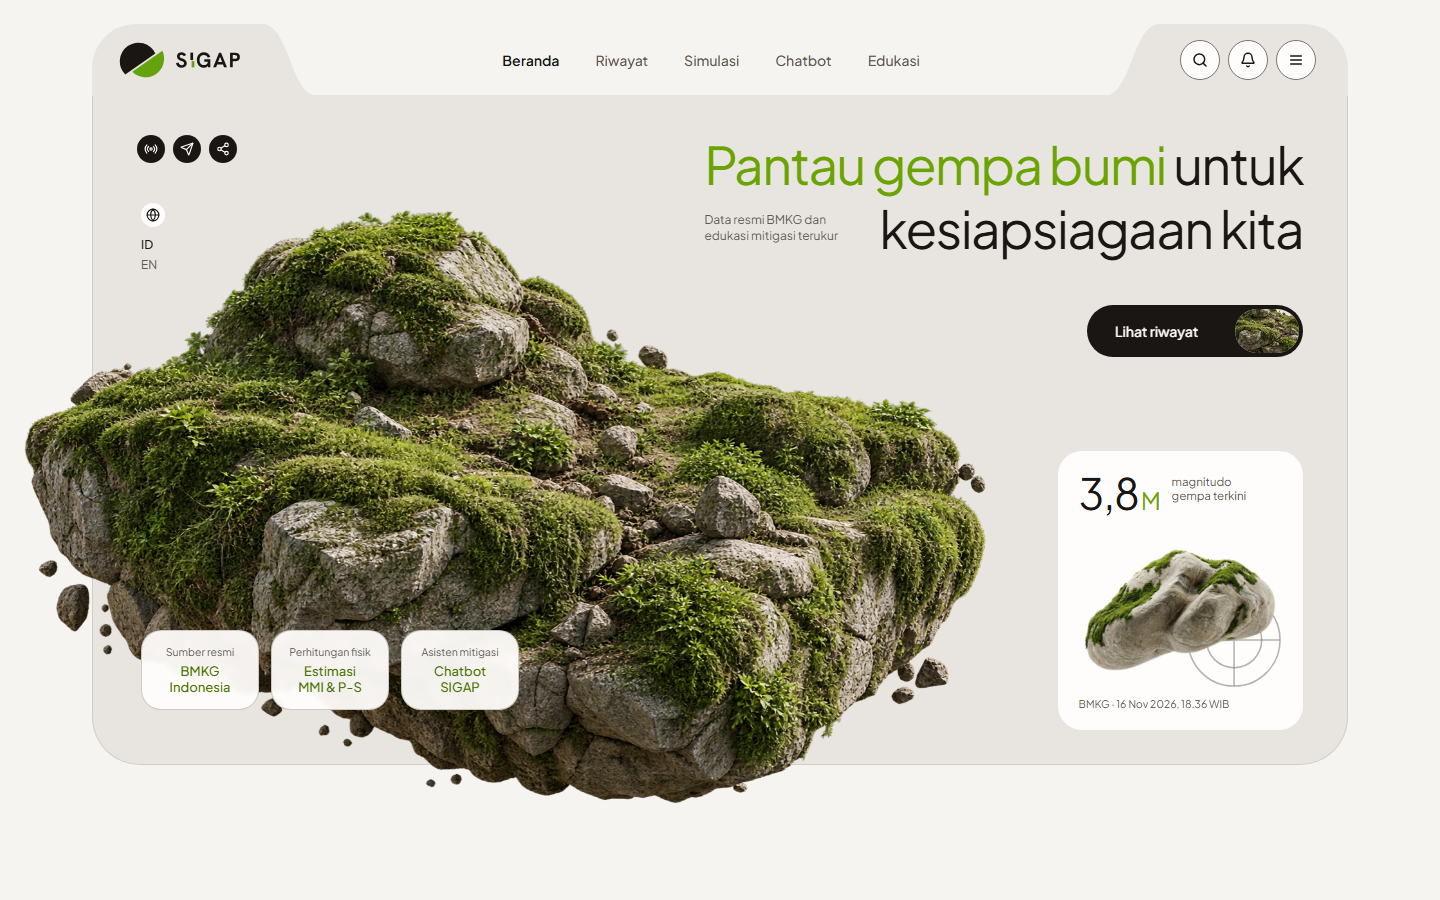 SIGAP
Beranda
Riwayat
Simulasi
Chatbot
Edukasi
Pantau gempa bumi untuk
kesiapsiagaan kita
Data resmi BMKG dan
edukasi mitigasi terukur
ID
EN
Lihat riwayat
3,8 M
magnitudo
gempa terkini
BMKG · 16 Nov 2026, 18.36 WIB
Sumber resmi
BMKG
Indonesia
Perhitungan fisik
Estimasi
MMI & P-S
Asisten mitigasi
Chatbot
SIGAP